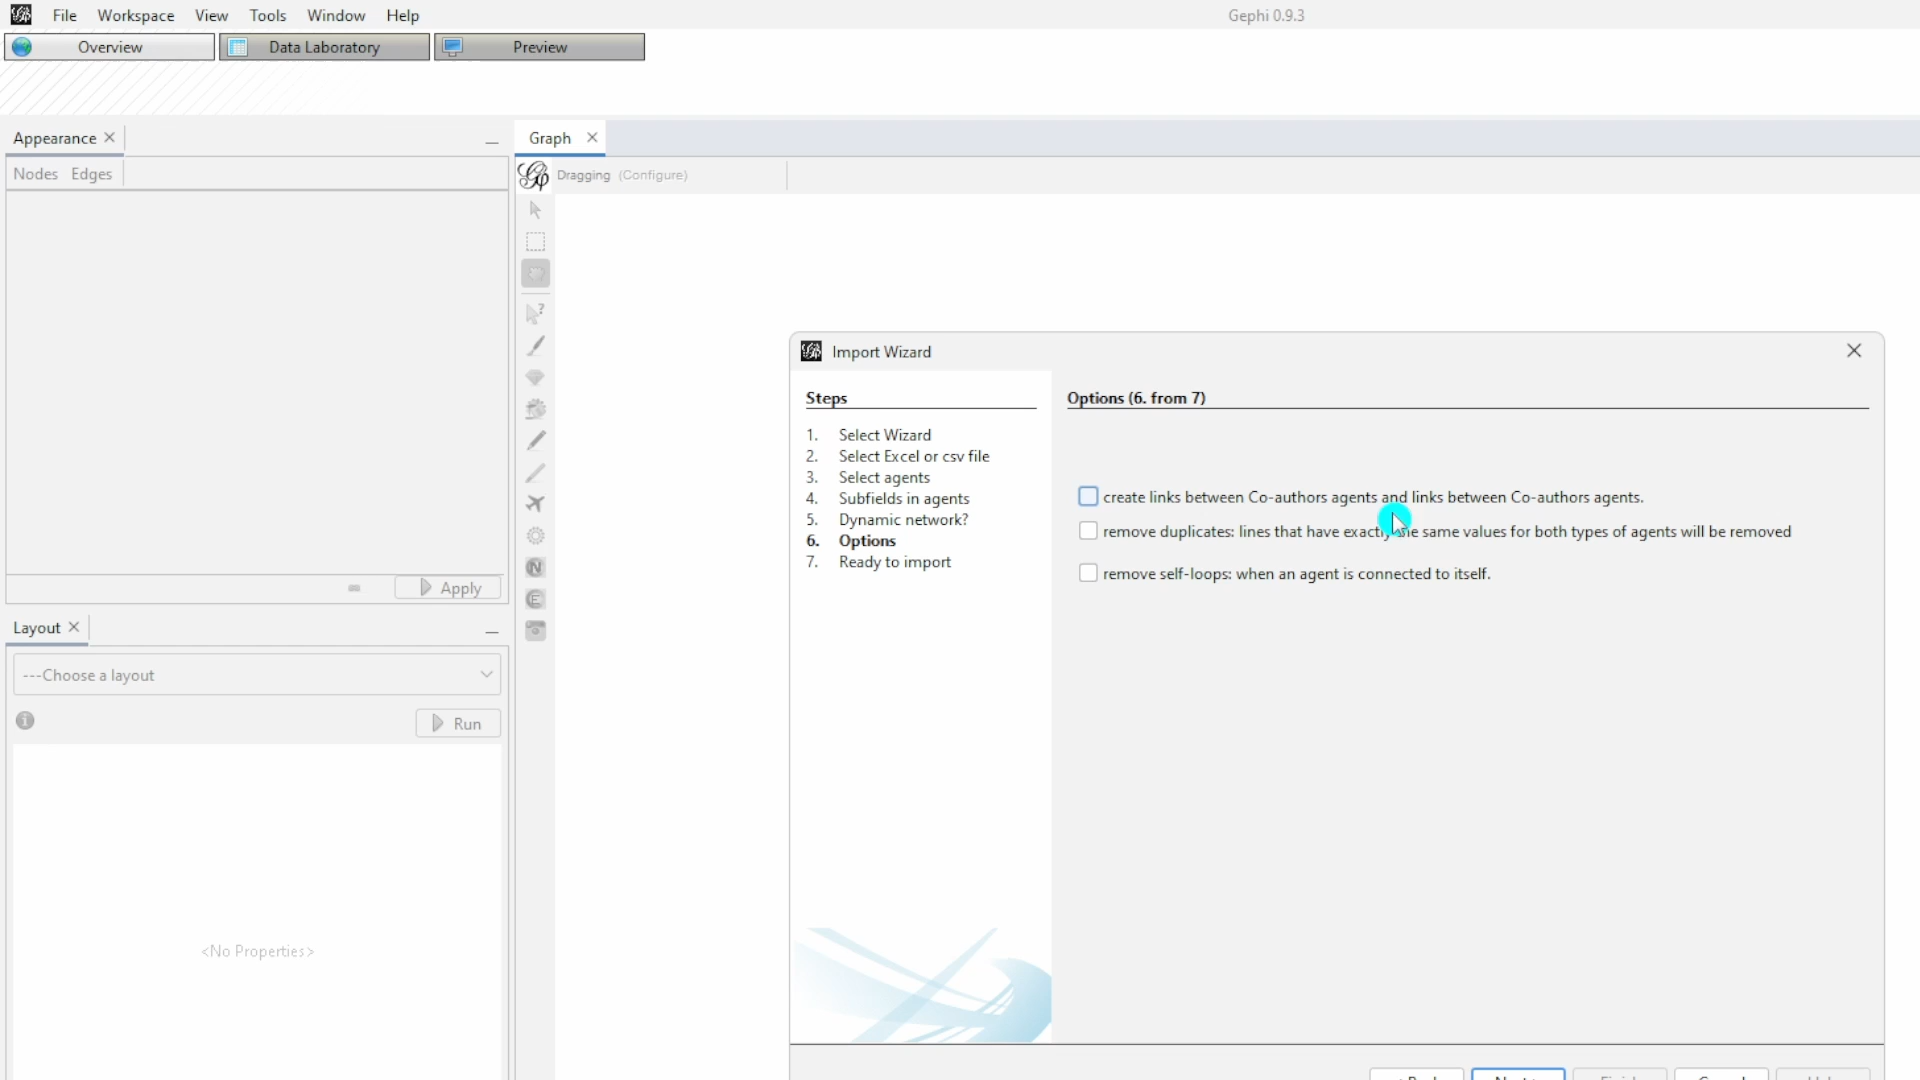 File Workspace View Tools Window Help
Gephi 0.9.3
Overview Data Laboratory Preview
Appearance
Graph
Nodes Edges
Dragging (Configure)
Import Wizard
Steps
Options (6. from 7)
1. Select Wizard
2. Select Excel or csv file
3. Select agents
4. Subfields in agents
5. Dynamic network?
6. Options
7. Ready to import
create links between Co-authors agents and links between Co-authors agents.
remove duplicates: lines that have exactly the same values for both types of agents will be removed
remove self-loops: when an agent is connected to itself.
Apply
Layout
---Choose a layout
Run
<No Properties>